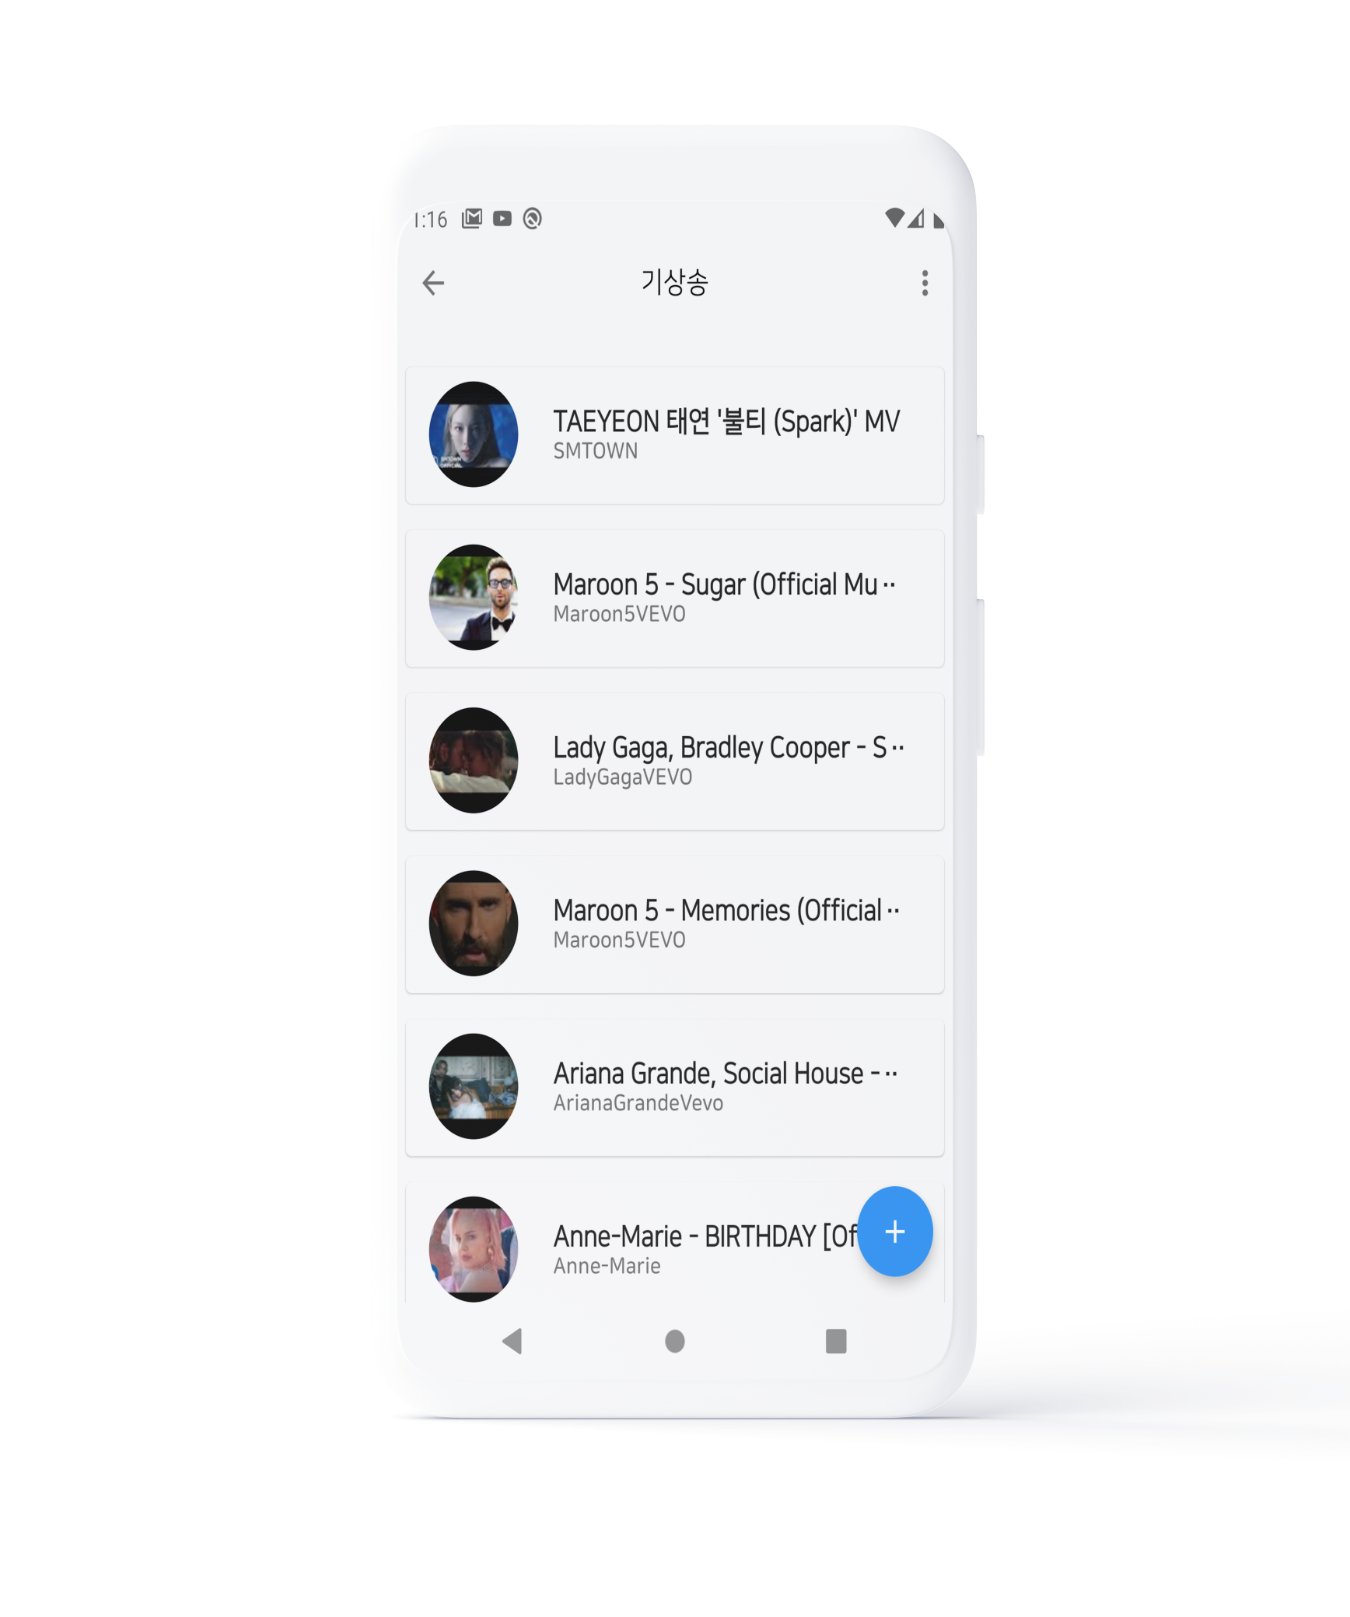 1:16
기상송
TAEYEON 태연 '불티 (Spark)' MV
SMTOWN
Maroon 5 - Sugar (Official Mu··
Maroon5VEVO
Lady Gaga, Bradley Cooper - S··
LadyGagaVEVO
Maroon 5 - Memories (Official··
Maroon5VEVO
Ariana Grande, Social House -··
ArianaGrandeVevo
Anne-Marie - BIRTHDAY [Of
Anne-Marie